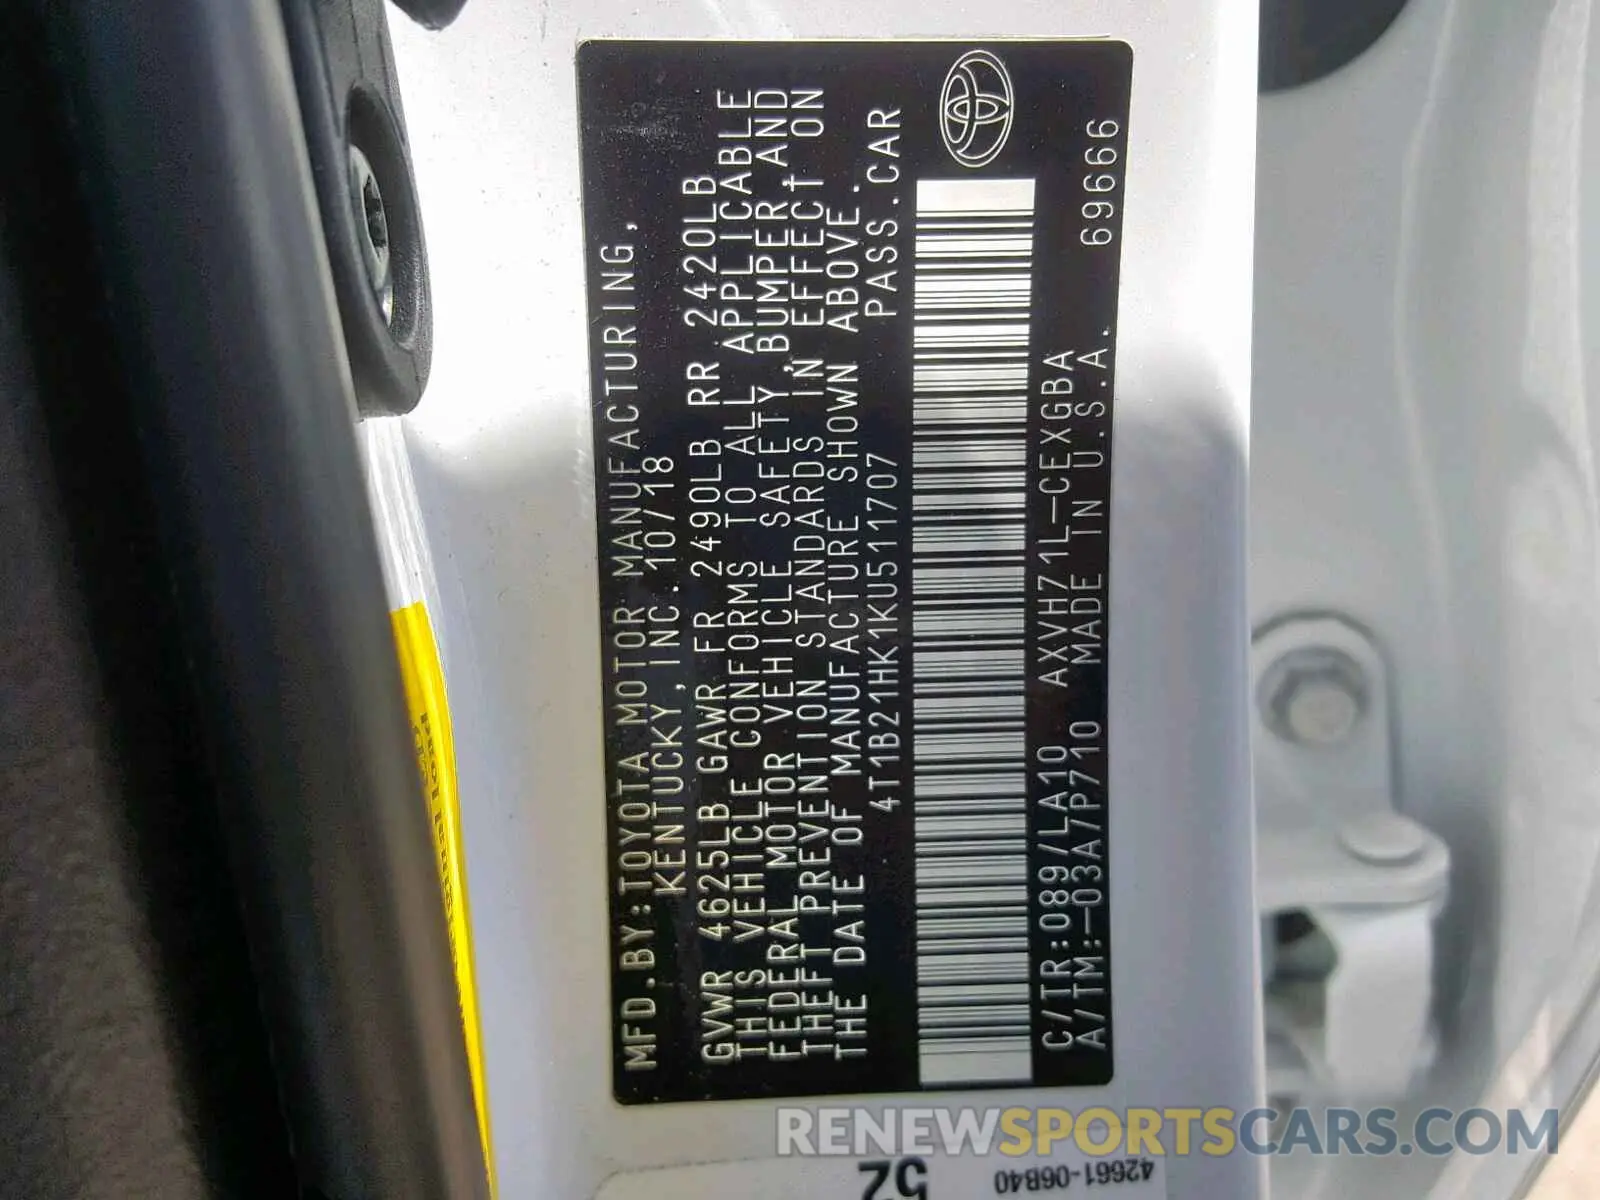 MFD.BY:TOYOTA MOTOR MANUFACTURING,
KENTUCKY,INC. 10/18
GVWR 4625LB GAWR FR 2490LB RR 2420LB
THIS VEHICLE CONFORMS TO ALL APPLICABLE
FEDERAL MOTOR VEHICLE SAFETY,BUMPER,AND
THEFT PREVENTION STANDARDS IN EFFECT ON
THE DATE OF MANUFACTURE SHOWN ABOVE.
4T1B21HK1KU511707 PASS.CAR
C/TR:089/LA10 AXVH71L-CEXGBA 69666
A/TM:-03A/P710 MADE IN U.S.A.
52
42661-06B40
RENEWSPORTSCARS.COM